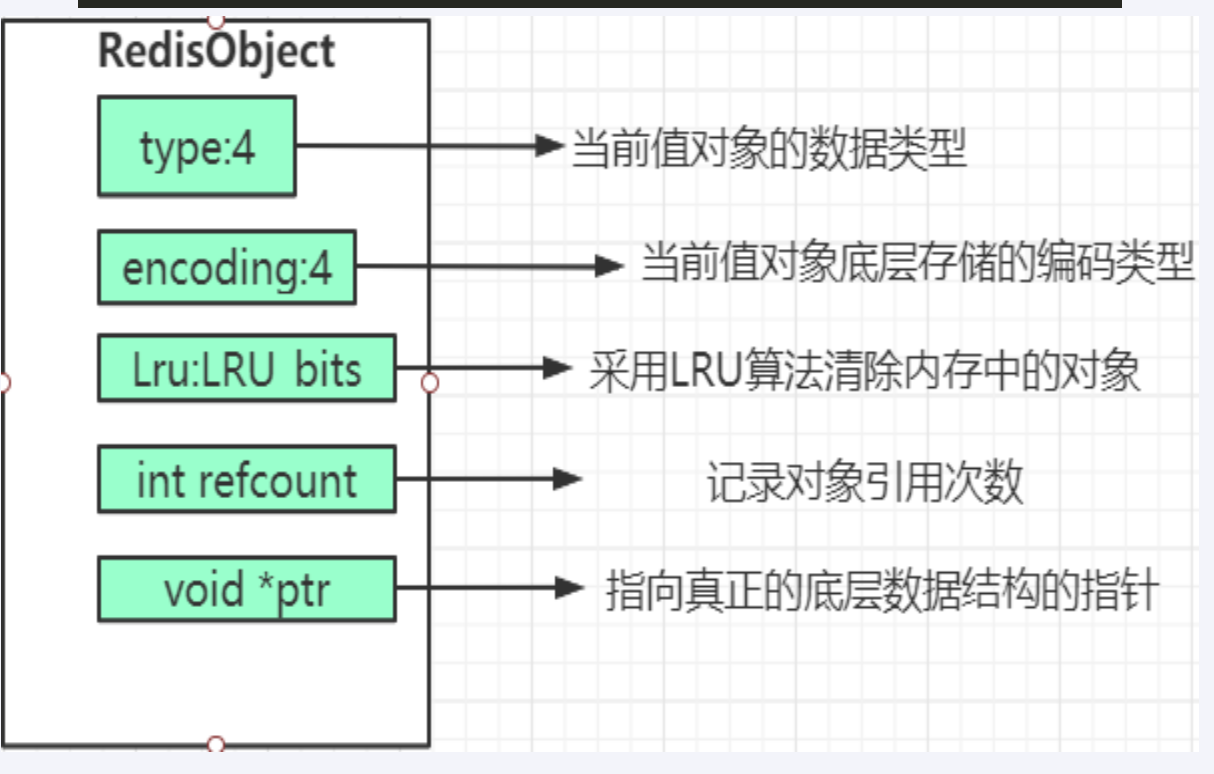 RedisObject
type:4 当前值对象的数据类型
encoding:4 当前值对象底层存储的编码类型
Lru:LRU bits 采用LRU算法清除内存中的对象
int refcount 记录对象引用次数
void *ptr 指向真正的底层数据结构的指针